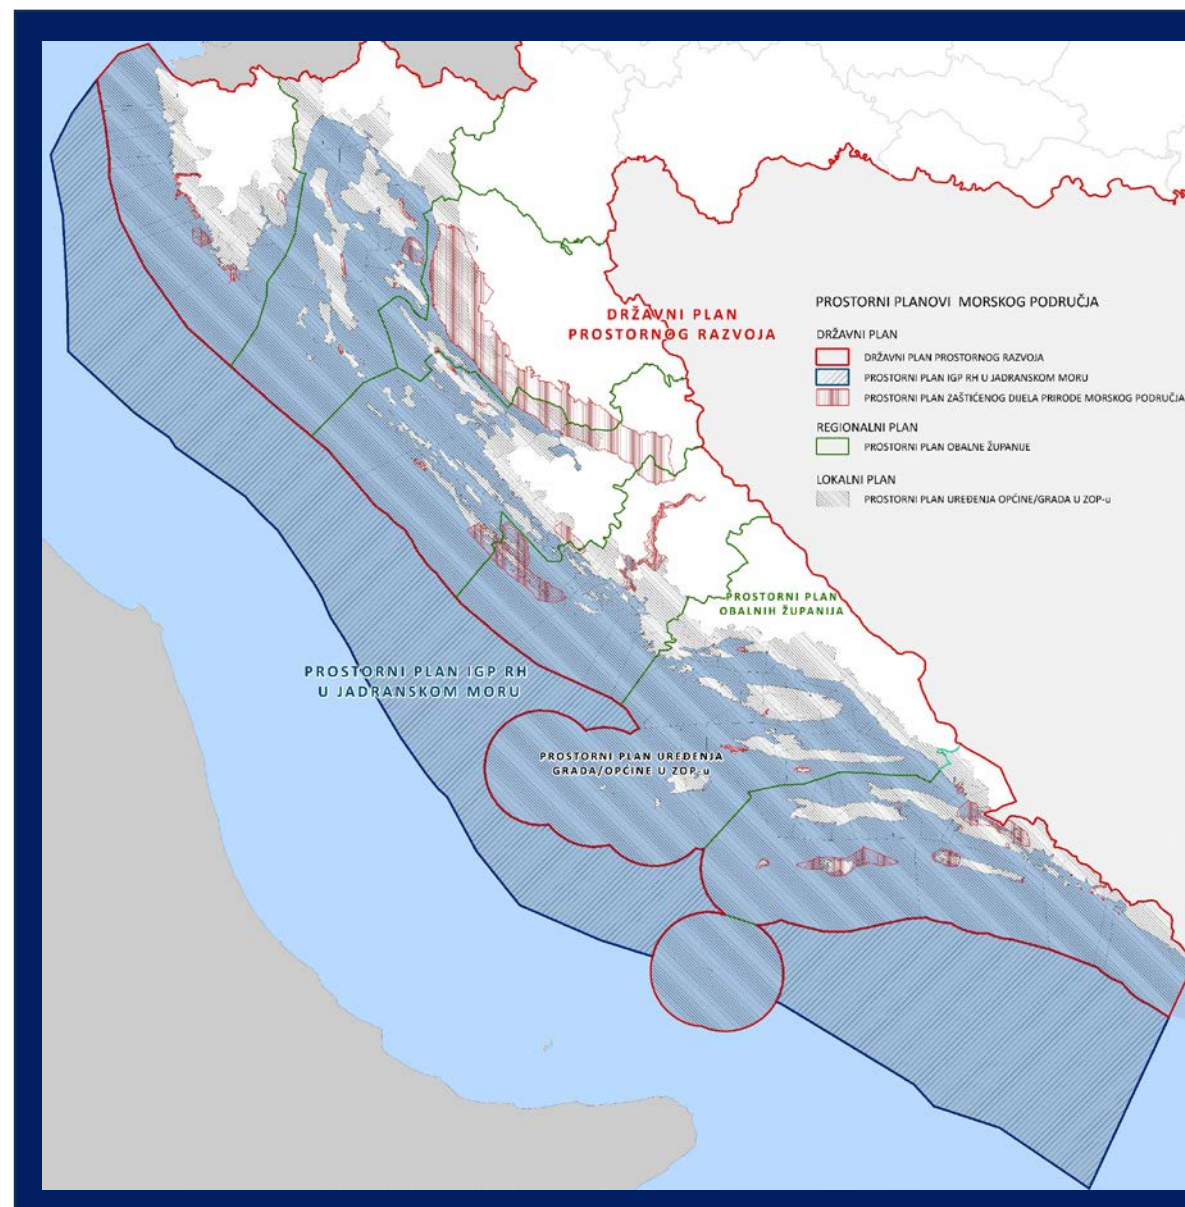 DRŽAVNI PLAN
PROSTORNOG RAZVOJA
PROSTORNI PLANOVI MORSKOG PODRUČJA
DRŽAVNI PLAN
DRŽAVNI PLAN PROSTORNOG RAZVOJA
PROSTORNI PLAN IGP RH U JADRANSKOM MORU
PROSTORNI PLAN ZAŠTIĆENOG DIJELA PRIRODE MORSKOG PODRUČJA
REGIONALNI PLAN
PROSTORNI PLAN OBALNE ŽUPANIJE
LOKALNI PLAN
PROSTORNI PLAN UREĐENJA OPĆINE/GRADA U ZOP-u
PROSTORNI PLAN
OBALNIH ŽUPANIJA
PROSTORNI PLAN IGP RH
U JADRANSKOM MORU
PROSTORNI PLAN UREĐENJA
GRADA/OPĆINE U ZOP-u